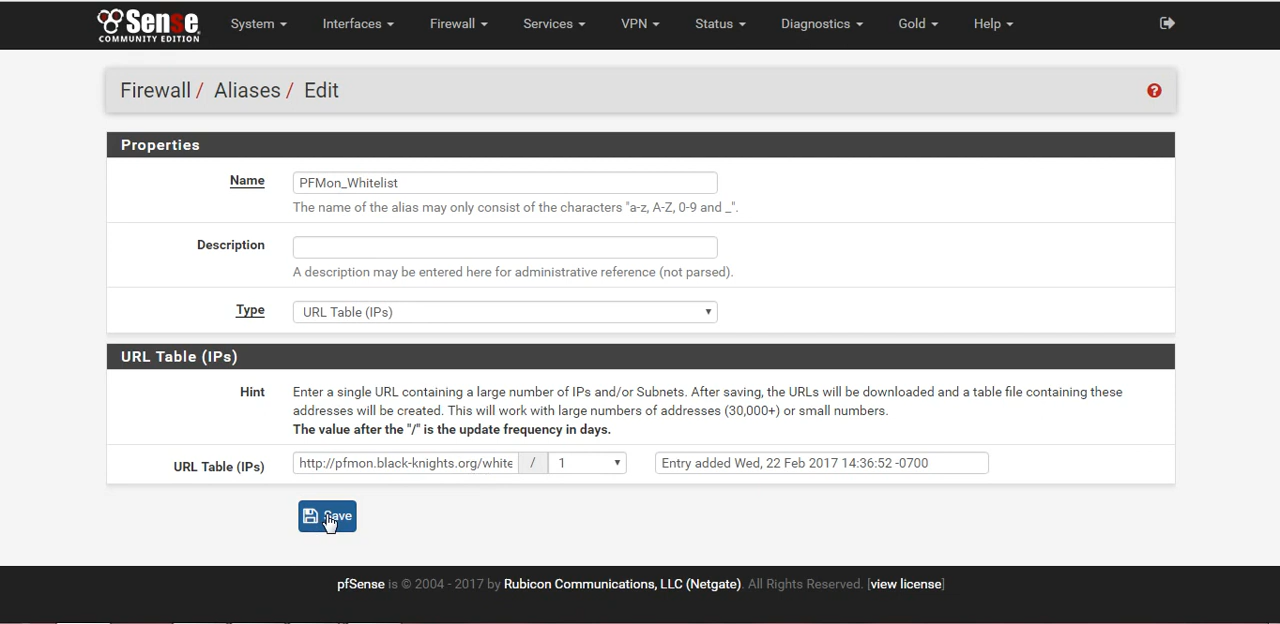 Sense
COMMUNITY EDITION
System Interfaces Firewall Services VPN Status Diagnostics Gold Help
Firewall / Aliases / Edit
Properties
Name
PFMon_Whitelist
The name of the alias may only consist of the characters "a-z, A-Z, 0-9 and _".
Description
A description may be entered here for administrative reference (not parsed).
Type
URL Table (IPs)
URL Table (IPs)
Hint
Enter a single URL containing a large number of IPs and/or Subnets. After saving, the URLs will be downloaded and a table file containing these
addresses will be created. This will work with large numbers of addresses (30,000+) or small numbers.
The value after the "/" is the update frequency in days.
URL Table (IPs)
http://pfmon.black-knights.org/white / 1 Entry added Wed, 22 Feb 2017 14:36:52 -0700
Save
pfSense is © 2004 - 2017 by Rubicon Communications, LLC (Netgate). All Rights Reserved. [view license]